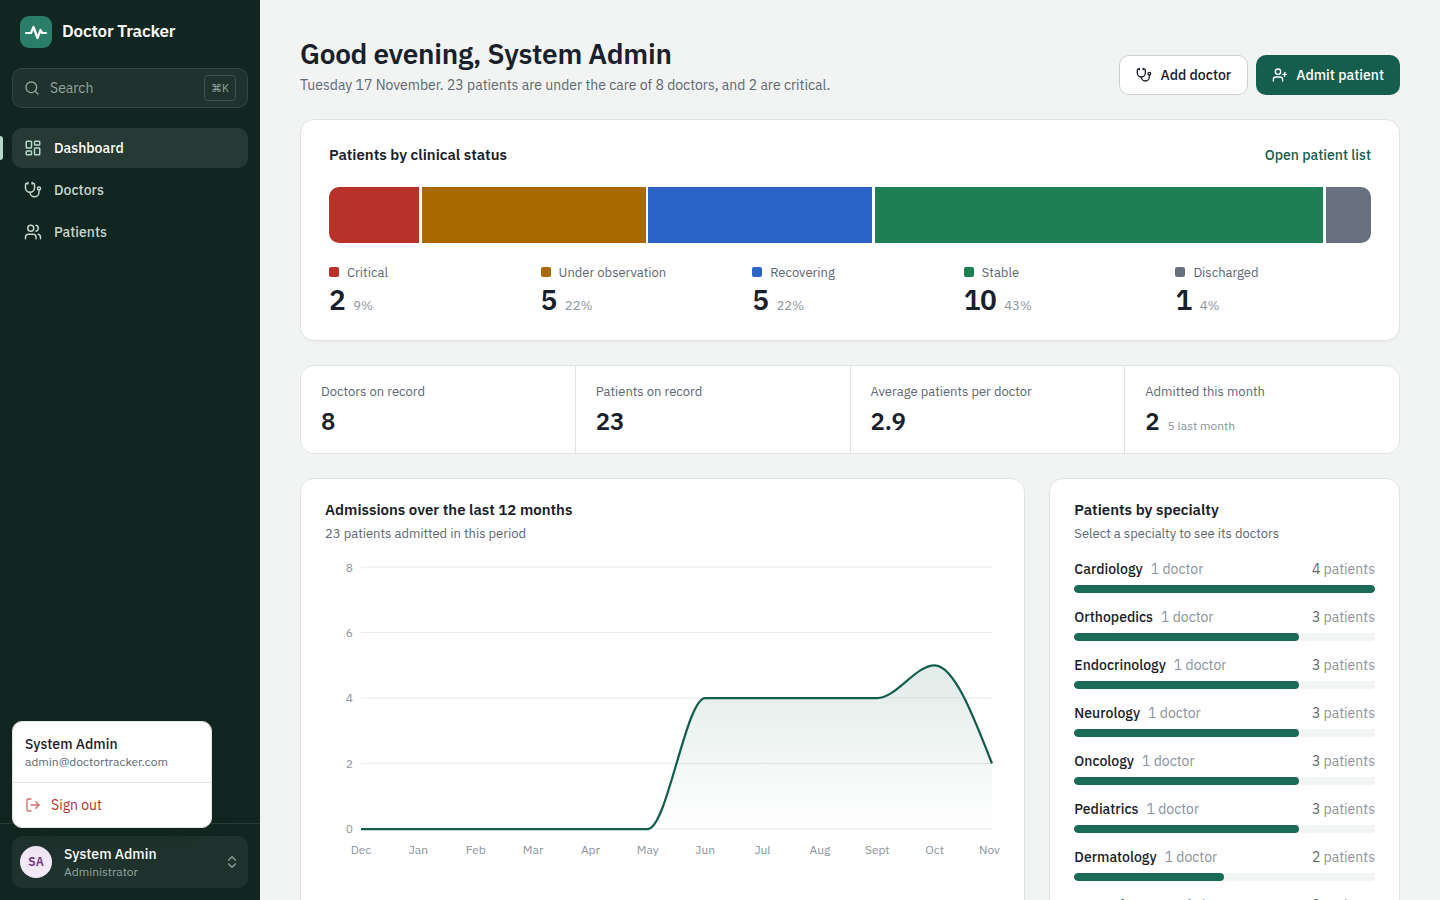 Doctor Tracker
Search
⌘K
Dashboard
Doctors
Patients
System Admin
admin@doctortracker.com
Sign out
SA
System Admin
Administrator
Good evening, System Admin
Tuesday 17 November. 23 patients are under the care of 8 doctors, and 2 are critical.
Add doctor
Admit patient
Patients by clinical status
Open patient list
Critical
2 9%
Under observation
5 22%
Recovering
5 22%
Stable
10 43%
Discharged
1 4%
Doctors on record
8
Patients on record
23
Average patients per doctor
2.9
Admitted this month
2 5 last month
Admissions over the last 12 months
23 patients admitted in this period
8
6
4
2
0
Dec Jan Feb Mar Apr May Jun Jul Aug Sept Oct Nov
Patients by specialty
Select a specialty to see its doctors
Cardiology 1 doctor 4 patients
Orthopedics 1 doctor 3 patients
Endocrinology 1 doctor 3 patients
Neurology 1 doctor 3 patients
Oncology 1 doctor 3 patients
Pediatrics 1 doctor 3 patients
Dermatology 1 doctor 2 patients